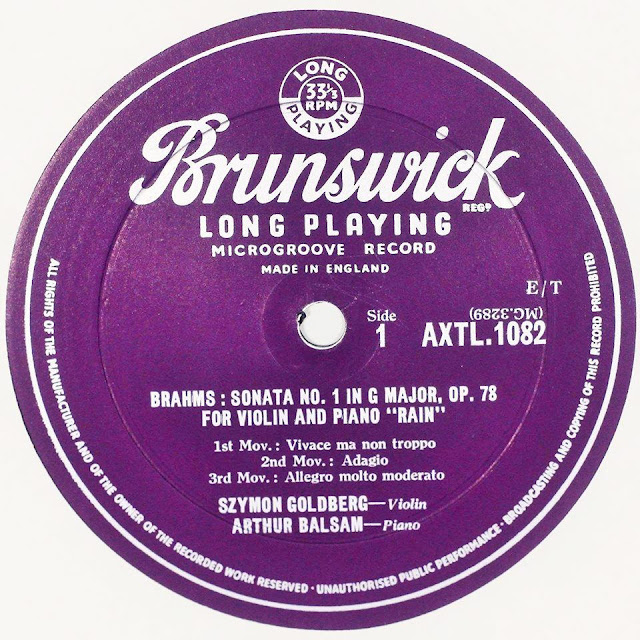 LONG
33⅓
RPM
PLAYING
Brunswick
REGD
LONG PLAYING
MICROGROOVE RECORD
MADE IN ENGLAND
E/T
(MG.3289)
Side
1
AXTL.1082
BRAHMS : SONATA NO. 1 IN G MAJOR, OP. 78
FOR VIOLIN AND PIANO "RAIN"
1st Mov. : Vivace ma non troppo
2nd Mov. : Adagio
3rd Mov. : Allegro molto moderato
SZYMON GOLDBERG—Violin
ARTHUR BALSAM—Piano
ALL RIGHTS OF THE MANUFACTURER AND OF THE OWNER OF THE RECORDED WORK RESERVED · UNAUTHORISED PUBLIC PERFORMANCE · BROADCASTING AND COPYING OF THIS RECORD PROHIBITED